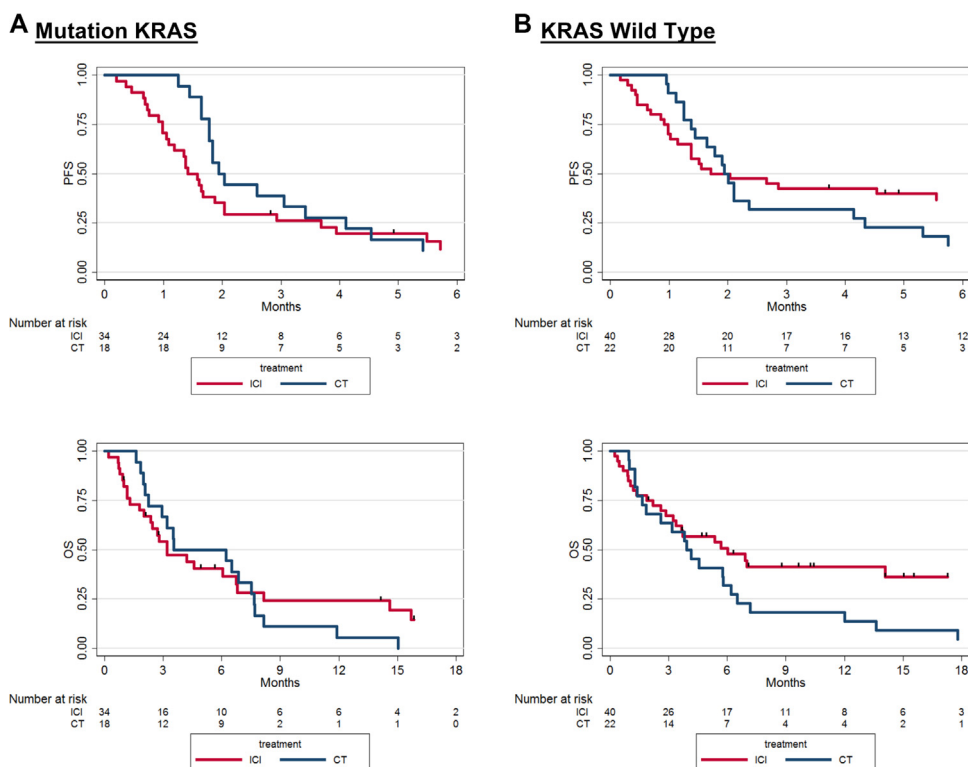 A Mutation KRAS
B KRAS Wild Type
PFS
1.00
0.75
0.50
0.25
0.00
0 1 2 3 4 5 6
Months
Number at risk
ICI 34 24 12 8 6 5 3
CT 18 18 9 7 5 3 2
treatment
ICI CT
PFS
1.00
0.75
0.50
0.25
0.00
0 1 2 3 4 5 6
Months
Number at risk
ICI 40 28 20 17 16 13 12
CT 22 20 11 7 7 5 3
treatment
ICI CT
OS
1.00
0.75
0.50
0.25
0.00
0 3 6 9 12 15 18
Months
Number at risk
ICI 34 16 10 6 6 4 2
CT 18 12 9 2 1 1 0
treatment
ICI CT
OS
1.00
0.75
0.50
0.25
0.00
0 3 6 9 12 15 18
Months
Number at risk
ICI 40 26 17 11 8 6 3
CT 22 14 7 4 4 2 1
treatment
ICI CT